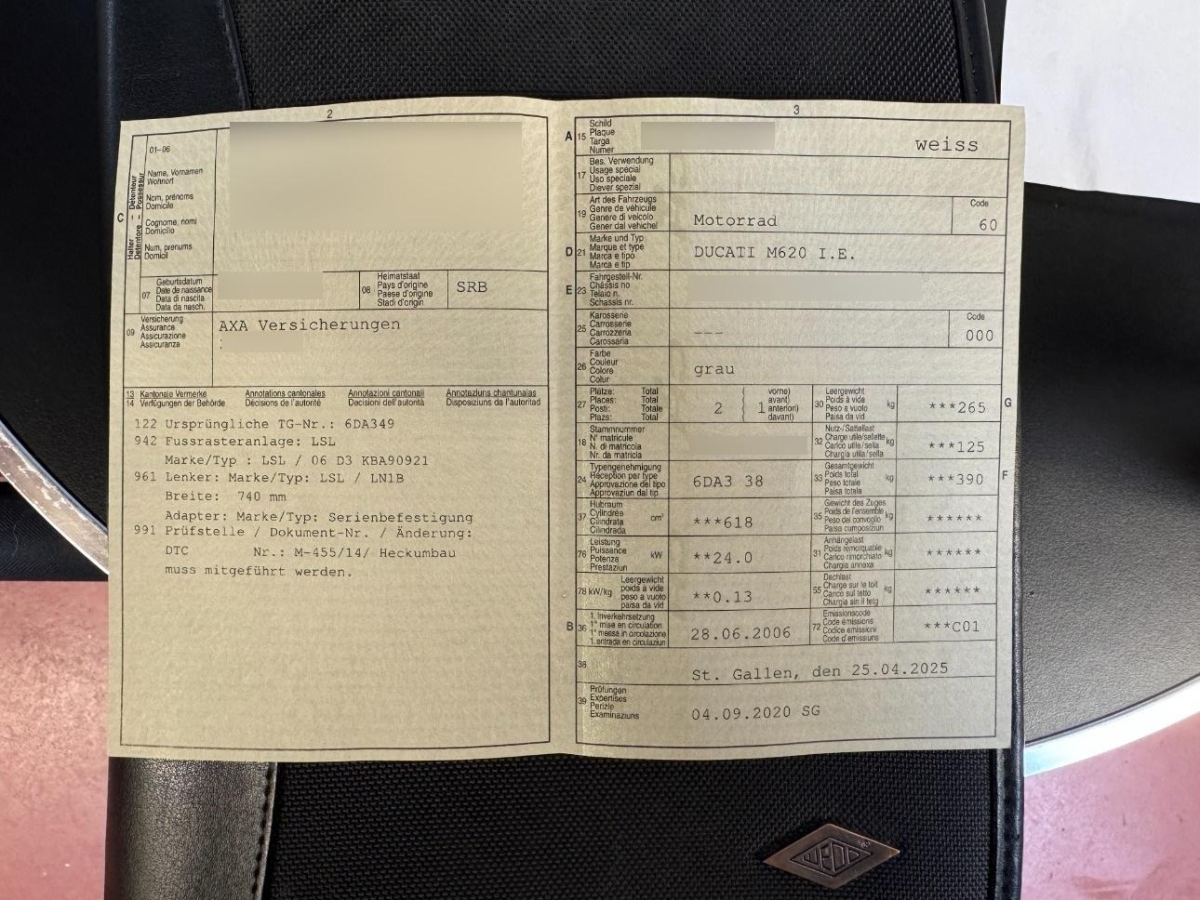 2
01-06
Name, Vornamen
Wohnort
Nom, prénoms
Domicile
Cognome, nomi
Domicilio
Num, prenums
Domicil
C
Halter – Détenteur
Detentore – Possessur
07
Geburtsdatum
Date de naissance
Data di nascita
Data da nasch.
08
Heimatstaat
Pays d'origine
Paese d'origine
Stadi d'origin
SRB
09
Versicherung
Assurance
Assicurazione
Assicuranza
AXA Versicherungen
:
13 Kantonale Vermerke Annotations cantonales Annotazioni cantonali Annotaziuns chantunalas
14 Verfügungen der Behörde Décisions de l'autorité Decisioni dell'autorità Disposiziuns da l'autoritad
122 Ursprüngliche TG-Nr.: 6DA349
942 Fussrasteranlage: LSL
Marke/Typ : LSL / 06 D3 KBA90921
961 Lenker: Marke/Typ: LSL / LN1B
Breite: 740 mm
Adapter: Marke/Typ: Serienbefestigung
991 Prüfstelle / Dokument-Nr. / Änderung:
DTC Nr.: M-455/14/ Heckumbau
muss mitgeführt werden.
3
A 15
Schild
Plaque
Targa
Numer
weiss
17
Bes. Verwendung
Usage spécial
Uso speciale
Diever spezial
19
Art des Fahrzeugs
Genre de véhicule
Genere di veicolo
Gener dal vehichel
Motorrad
Code
60
D 21
Marke und Typ
Marque et type
Marca e tipo
Marca e tip
DUCATI M620 I.E.
E 23
Fahrgestell-Nr.
Châssis no
Telaio n.
Schassis nr.
25
Karosserie
Carrosserie
Carrozzeria
Carossaria
---
Code
000
26
Farbe
Couleur
Colore
Colur
grau
27
Plätze: Total
Places: Total
Posti: Totale
Plazs: Total
2
vorne)
( avant)
1 anteriori)
davant)
30
Leergewicht
Poids à vide
Peso a vuoto
Paisa da vid
kg
***265
G
18
Stammnummer
N° matricule
N. di matricola
Nr. da matricla
32
Nutz-/Sattellast
Charge utile/sellette
Carico utile/sella
Chargia utila/sella
kg
***125
24
Typengenehmigung
Réception par type
Approvazione del tipo
Approvaziun dal tip
6DA3 38
33
Gesamtgewicht
Poids total
Peso totale
Paisa totala
kg
***390
F
37
Hubraum
Cylindrée
Cilindrata
Cilindrada
cm³
***618
35
Gewicht des Zuges
Poids de l'ensemble
Peso del convoglio
Paisa cumposiziun
kg
******
76
Leistung
Puissance
Potenza
Prestaziun
kW
**24.0
31
Anhängelast
Poids remorquable
Carico rimorchiato
Chargia annexa
kg
******
78 kW/kg
Leergewicht
poids à vide
peso a vuoto
paisa da vid
**0.13
55
Dachlast
Charge sur le toit
Carico sul tetto
Chargia sin il tetg
kg
******
B 36
1. Inverkehrsetzung
1re mise en circulation
1a messa in circolazione
1. entrada en circulaziun
28.06.2006
72
Emissionscode
Code émissions
Codice emissioni
Code d'emissiuns
***C01
38
St. Gallen, den 25.04.2025
39
Prüfungen
Expertises
Perizie
Examinaziuns
04.09.2020 SG
WEDO